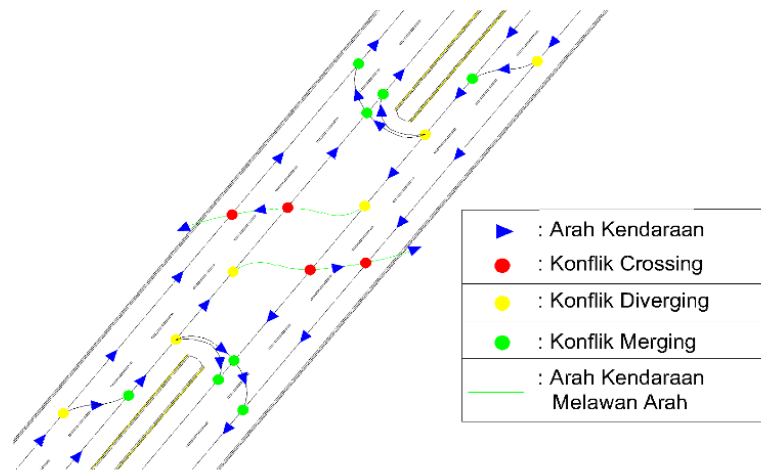 : Arah Kendaraan
: Konflik Crossing
: Konflik Diverging
: Konflik Merging
: Arah Kendaraan
Melawan Arah